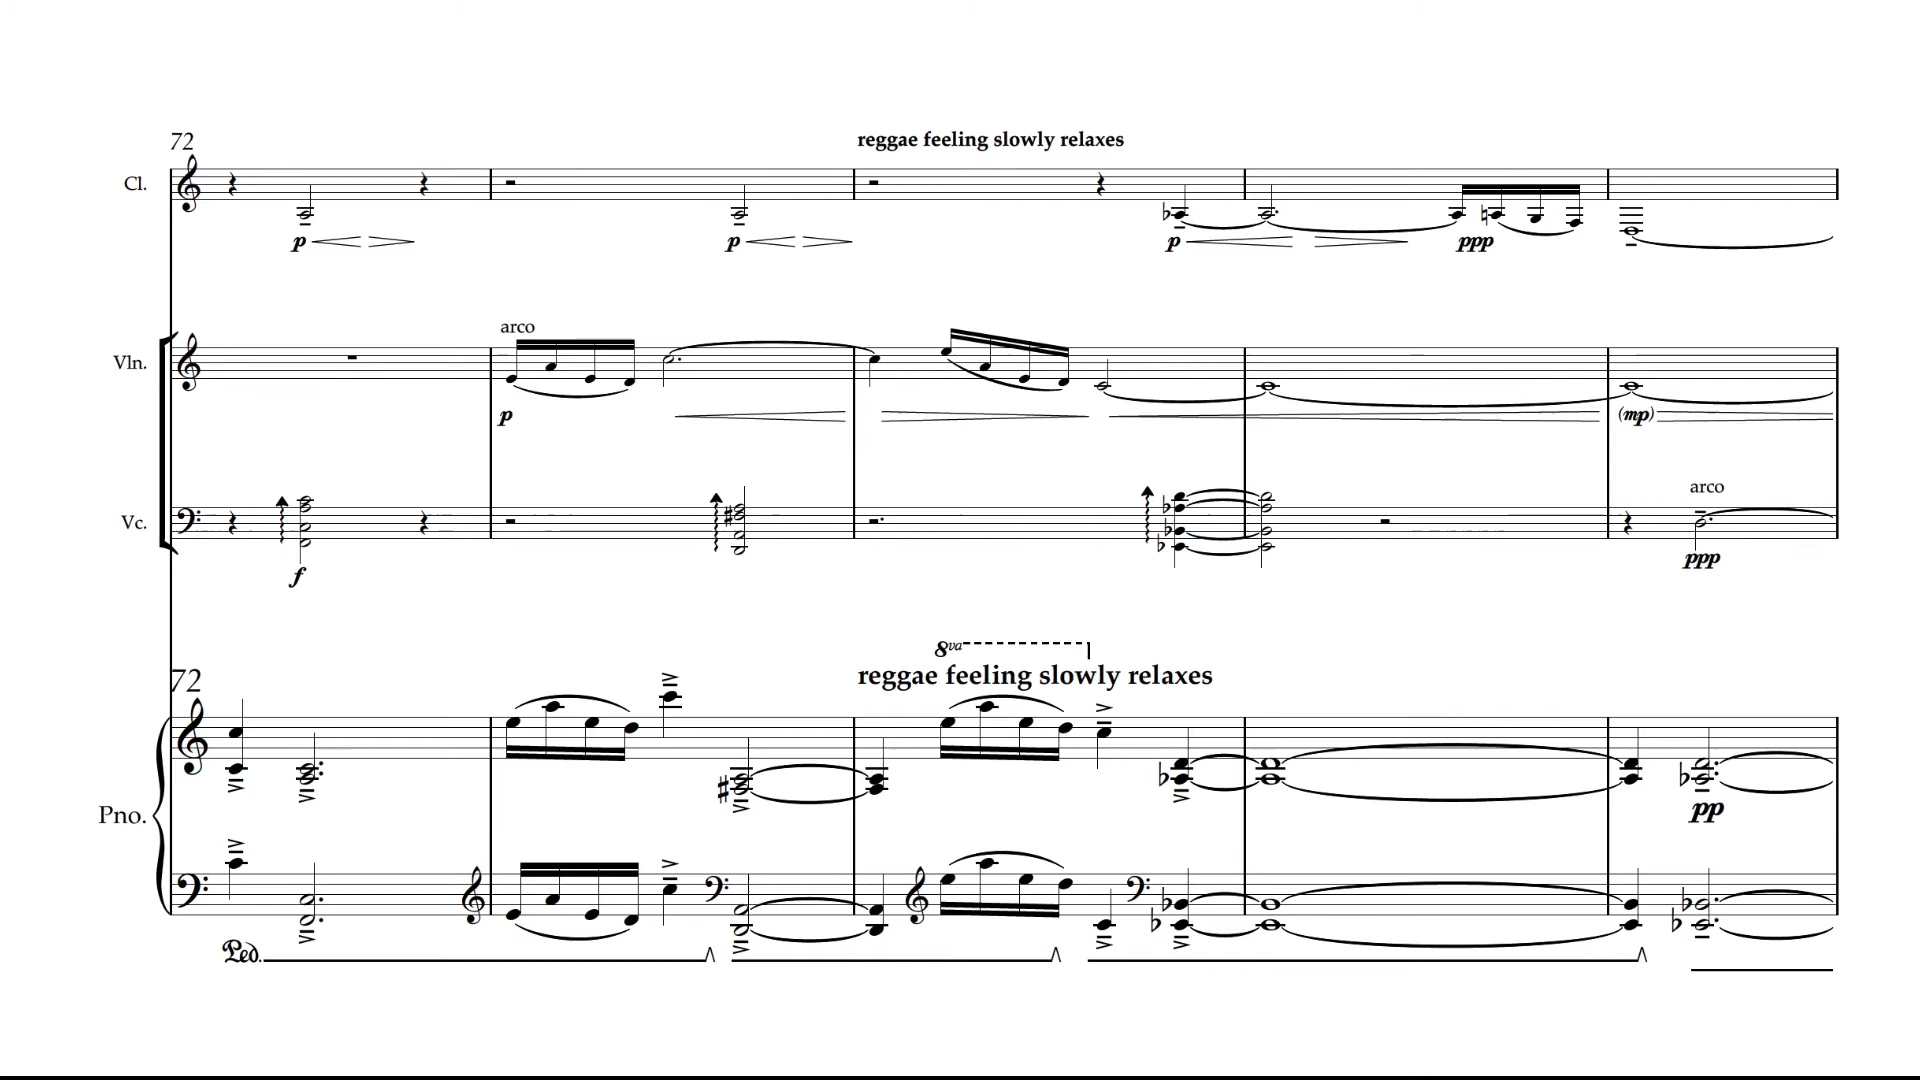 72
reggae feeling slowly relaxes
Cl.
p p p ppp
arco
Vln.
p (mp)
arco
Vc.
f ppp
8va
72 reggae feeling slowly relaxes
Pno.
pp
Ped.